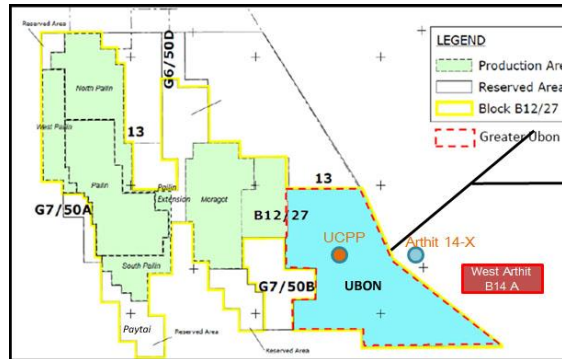 Reserved Area
G6/50D
LEGEND
Production Area
Reserved Area
Block B12/27
Greater Ubon
North Pailin
West Pailin
13
Pailin
Pailin
Extension
Moragot
13
B12/27
G7/50A
UCPP
Arthit 14-X
South Pailin
G7/50B
UBON
West Arthit
B14 A
Paytai
Reserved Area
Reserved Area